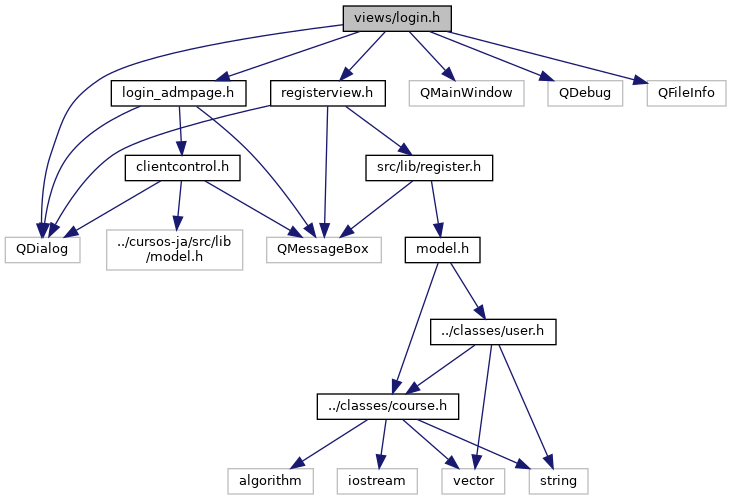 views/login.h
login_admpage.h
registerview.h
QMainWindow
QDebug
QFileInfo
clientcontrol.h
src/lib/register.h
QDialog
../cursos-ja/src/lib
/model.h
QMessageBox
model.h
../classes/user.h
../classes/course.h
algorithm
iostream
vector
string